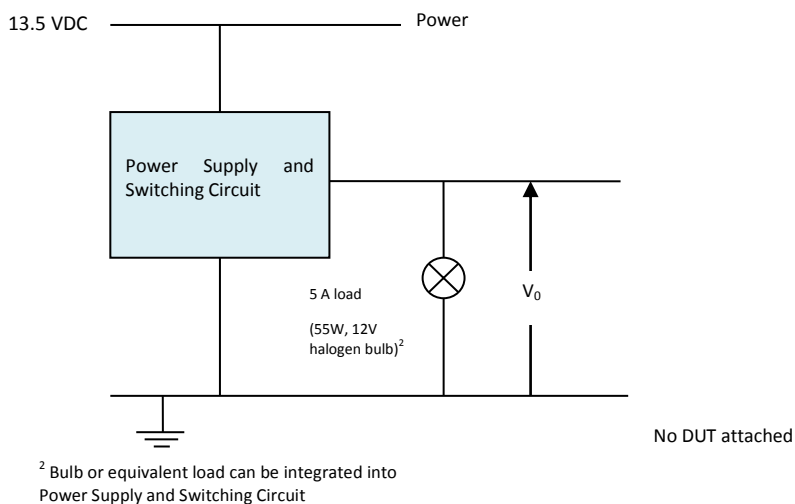 13.5 VDC
Power
Power Supply and
Switching Circuit
5 A load
(55W, 12V
halogen bulb)²
V₀
No DUT attached
² Bulb or equivalent load can be integrated into
Power Supply and Switching Circuit